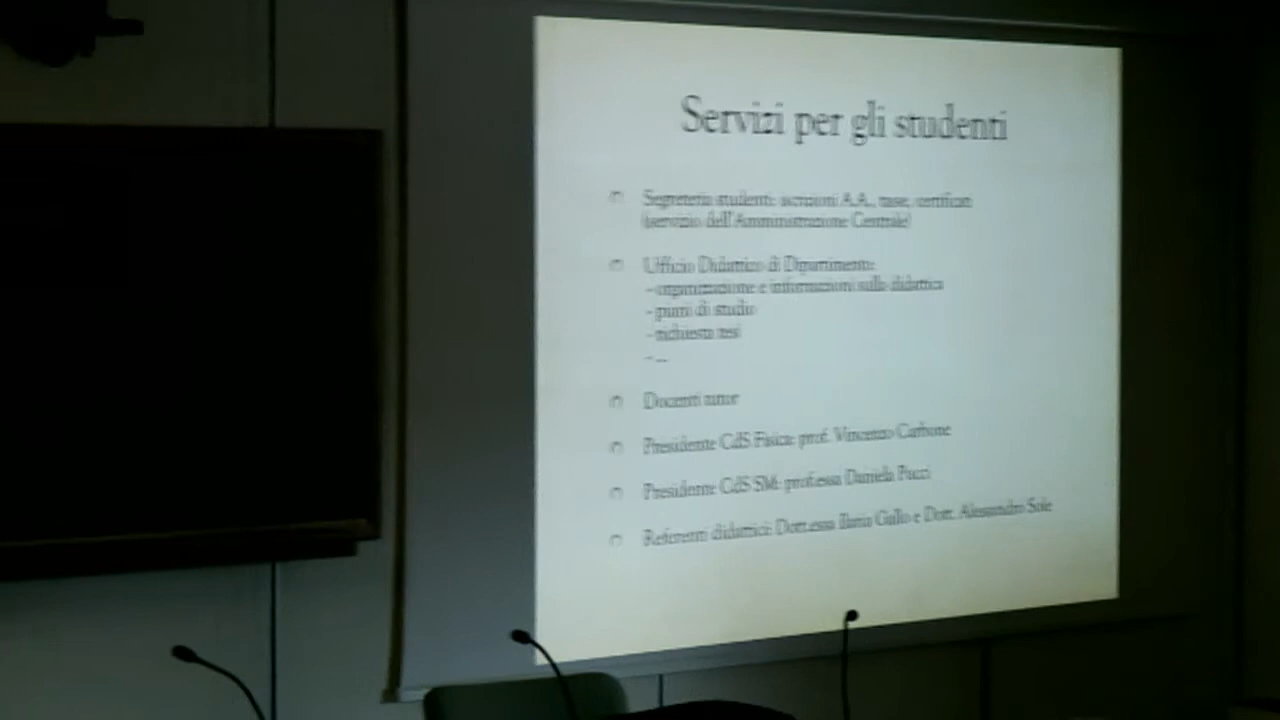 Servizi per gli studenti
Segreteria studenti: iscrizioni A.A., tasse, certificati
(servizio dell'Amministrazione Centrale)
Ufficio Didattico di Dipartimento:
- organizzazione e informazioni sulla didattica
- piani di studio
- richiesta tesi
- ...
Docenti tutor
Presidente CdS Fisica: prof. Vincenzo Carbone
Presidente CdS SM: prof.essa Daniela Pucci
Referenti didattici: Dott.essa Ilaria Gallo e Dott. Alessandro Sole